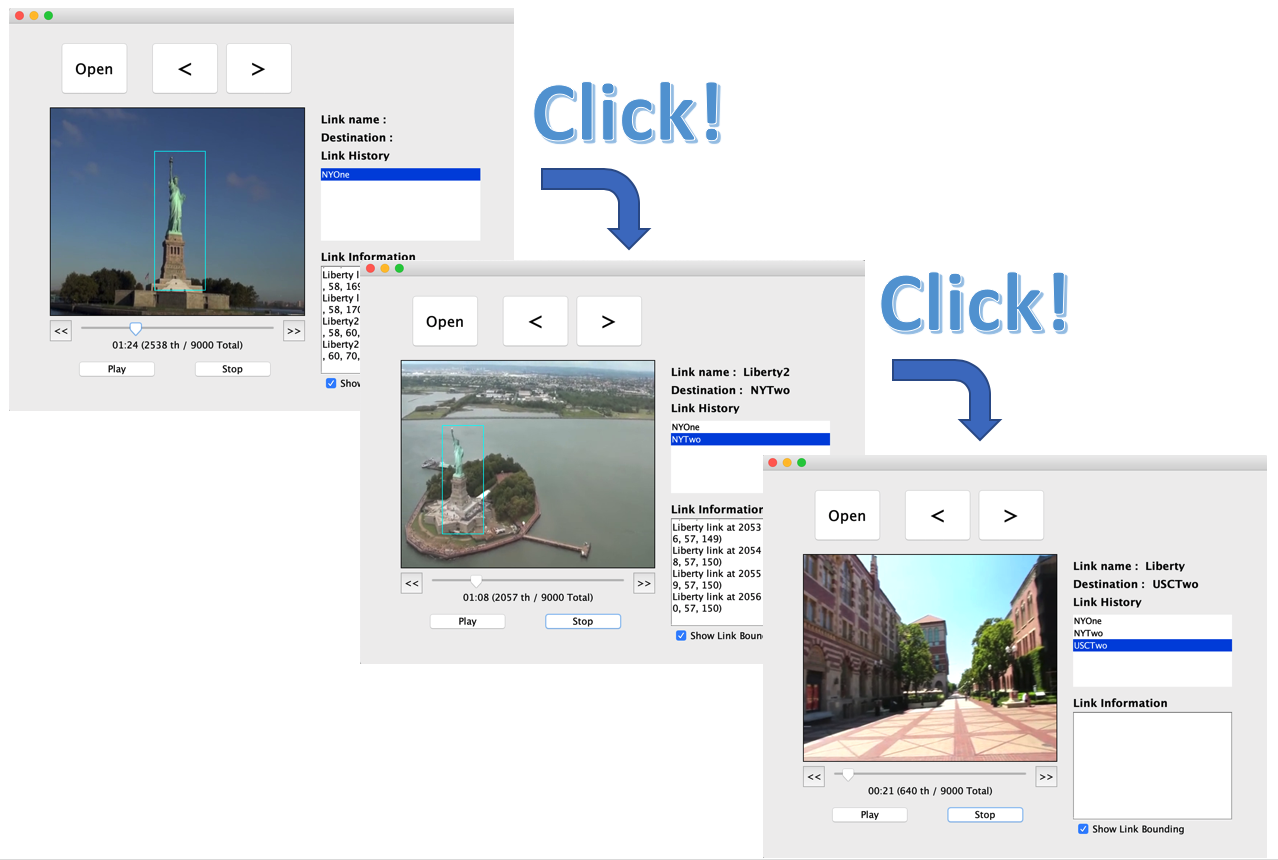 Open
<
>
Link name :
Destination :
Link History
NYOne
Link Information
Liberty l
, 58, 169
Liberty l
, 58, 170
Liberty2
, 58, 60,
Liberty2
, 60, 70,
<<
>>
01:24 (2538 th / 9000 Total)
Play
Stop
Show
Click!
Open
<
>
Link name : Liberty2
Destination : NYTwo
Link History
NYOne
NYTwo
Link Information
Liberty link at 2053
6, 57, 149)
Liberty link at 2054
8, 57, 150)
Liberty link at 2055
9, 57, 150)
Liberty link at 2056
0, 57, 150)
<<
>>
01:08 (2057 th / 9000 Total)
Play
Stop
Show Link Boun
Click!
Open
<
>
Link name : Liberty
Destination : USCTwo
Link History
NYOne
NYTwo
USCTwo
Link Information
<<
>>
00:21 (640 th / 9000 Total)
Play
Stop
Show Link Bounding